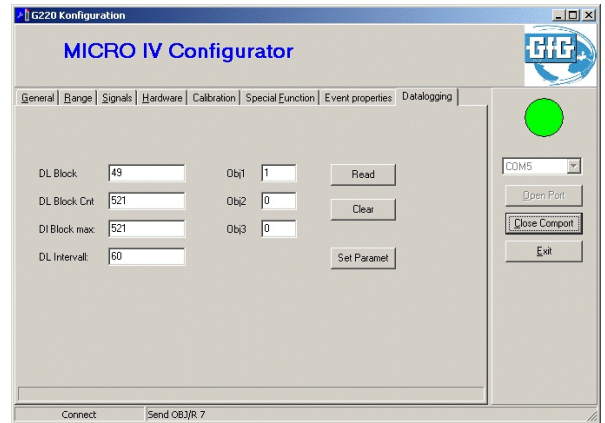 G220 Konfiguration
MICRO IV Configurator
GfG
General Range Signals Hardware Calibration Special Function Event properties Datalogging
DL Block 49 Obj1 1 Read
DL Block Cnt 521 Obj2 0 Clear
Dl Block max: 521 Obj3 0
DL Intervall: 60 Set Paramet
COM5
Open Port
Close Comport
Exit
Connect Send OBJ/R 7